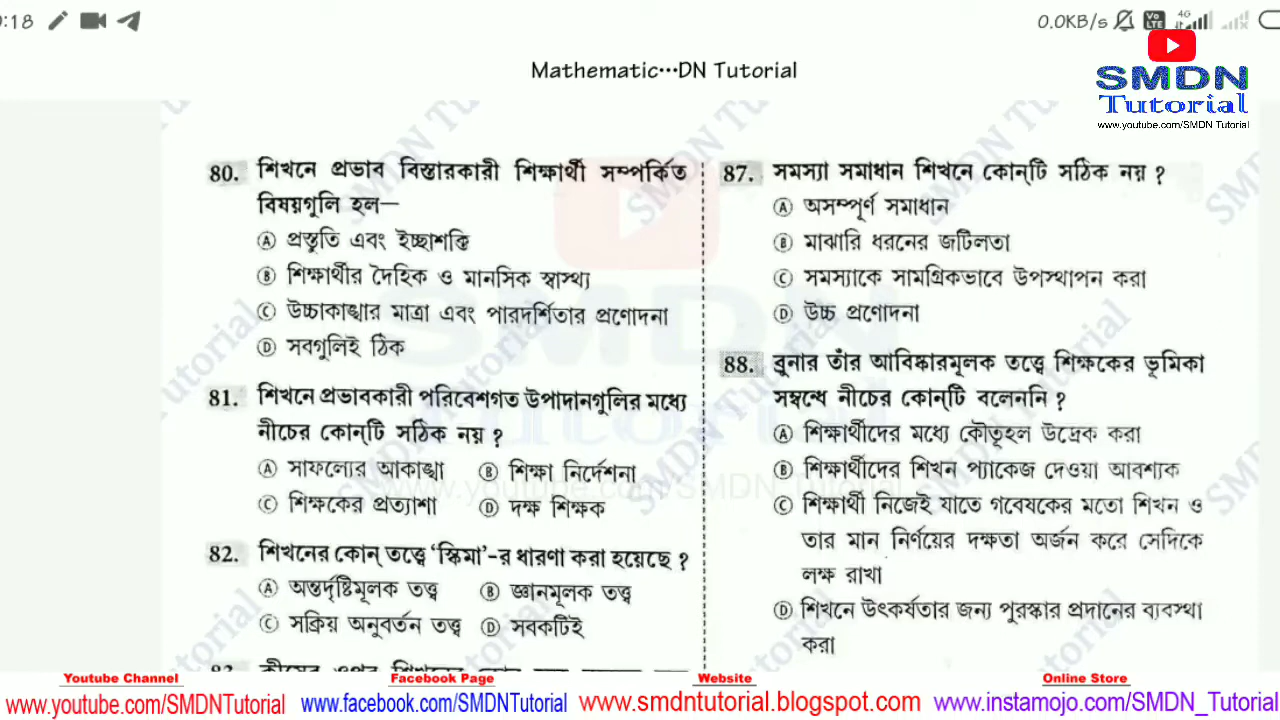 :18
0.0KB/s
4G
Vo LTE
Mathematic···DN Tutorial
SMDN
Tutorial
www.youtube.com/SMDN Tutorial
80. শিখনে প্রভাব বিস্তারকারী শিক্ষার্থী সম্পর্কিত
বিষয়গুলি হল—
Ⓐ প্রস্তুতি এবং ইচ্ছাশক্তি
Ⓑ শিক্ষার্থীর দৈহিক ও মানসিক স্বাস্থ্য
Ⓒ উচ্চাকাঙ্খার মাত্রা এবং পারদর্শিতার প্রণোদনা
Ⓓ সবগুলিই ঠিক
81. শিখনে প্রভাবকারী পরিবেশগত উপাদানগুলির মধ্যে
নীচের কোন্‌টি সঠিক নয় ?
Ⓐ সাফল্যের আকাঙ্খা Ⓑ শিক্ষা নির্দেশনা
Ⓒ শিক্ষকের প্রত্যাশা Ⓓ দক্ষ শিক্ষক
82. শিখনের কোন্ তত্ত্বে ‘স্কিমা’-র ধারণা করা হয়েছে ?
Ⓐ অন্তর্দৃষ্টিমূলক তত্ত্ব Ⓑ জ্ঞানমূলক তত্ত্ব
Ⓒ সক্রিয় অনুবর্তন তত্ত্ব Ⓓ সবকটিই
87. সমস্যা সমাধান শিখনে কোন্‌টি সঠিক নয় ?
Ⓐ অসম্পূর্ণ সমাধান
Ⓑ মাঝারি ধরনের জটিলতা
Ⓒ সমস্যাকে সামগ্রিকভাবে উপস্থাপন করা
Ⓓ উচ্চ প্রণোদনা
88. ব্রুনার তাঁর আবিষ্কারমূলক তত্ত্বে শিক্ষকের ভূমিকা
সম্বন্ধে নীচের কোন্‌টি বলেননি ?
Ⓐ শিক্ষার্থীদের মধ্যে কৌতূহল উদ্রেক করা
Ⓑ শিক্ষার্থীদের শিখন প্যাকেজ দেওয়া আবশ্যক
Ⓒ শিক্ষার্থী নিজেই যাতে গবেষকের মতো শিখন ও
তার মান নির্ণয়ের দক্ষতা অর্জন করে সেদিকে
লক্ষ রাখা
Ⓓ শিখনে উৎকর্ষতার জন্য পুরস্কার প্রদানের ব্যবস্থা
করা
Youtube Channel
www.youtube.com/SMDNTutorial
Facebook Page
www.facebook.com/SMDNTutorial
Website
www.smdntutorial.blogspot.com
Online Store
www.instamojo.com/SMDN_Tutorial